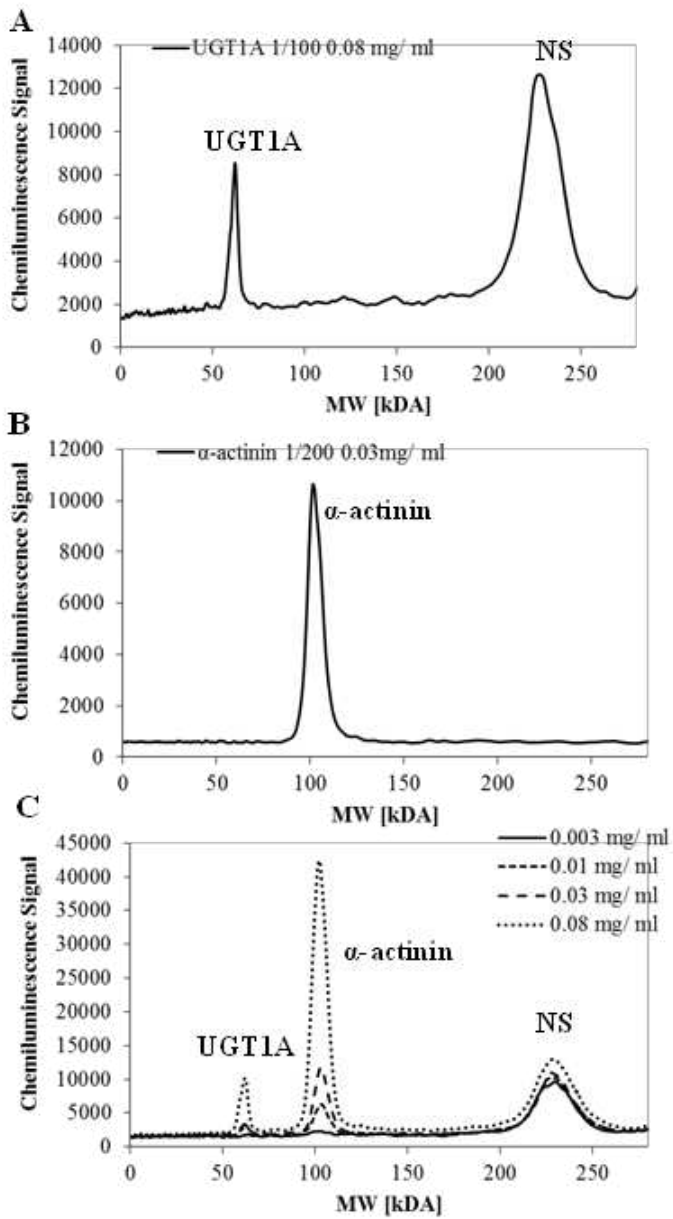 A
14000
12000
10000
8000
6000
4000
2000
0
Chemiluminescence Signal
UGT1A 1/100 0.08 mg/ ml
NS
UGT1A
0 50 100 150 200 250
MW [kDA]
B
12000
10000
8000
6000
4000
2000
0
Chemiluminescence Signal
α-actinin 1/200 0.03mg/ ml
α-actinin
0 50 100 150 200 250
MW [kDA]
C
45000
40000
35000
30000
25000
20000
15000
10000
5000
0
Chemiluminescence Signal
0.003 mg/ ml
0.01 mg/ ml
0.03 mg/ ml
0.08 mg/ ml
α- actinin
UGT1A
NS
0 50 100 150 200 250
MW [kDA]